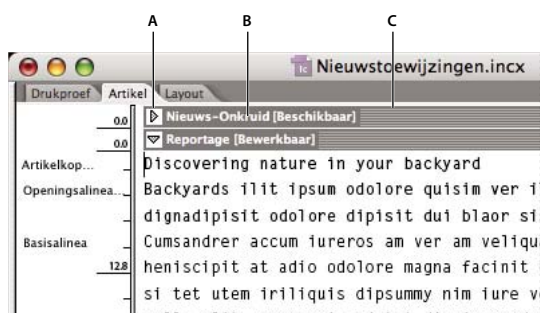 A B C
Nieuwstoewijzingen.incx
Drukproef Artikel Layout
0.0 Nieuws-Onkruid [Beschikbaar]
0.0 Reportage [Bewerkbaar]
Artikelkop... Discovering nature in your backyard
Openingsalinea... Backyards ilit ipsum odolore quisim ver i
dignadipisit odolore dipisit dui blaor si
Basisalinea Cumsandrer accum iureros am ver am veliqu
12.8 heniscipit at adio odolore magna facinit
si tet utem iriliquis dipsummy nim iure v